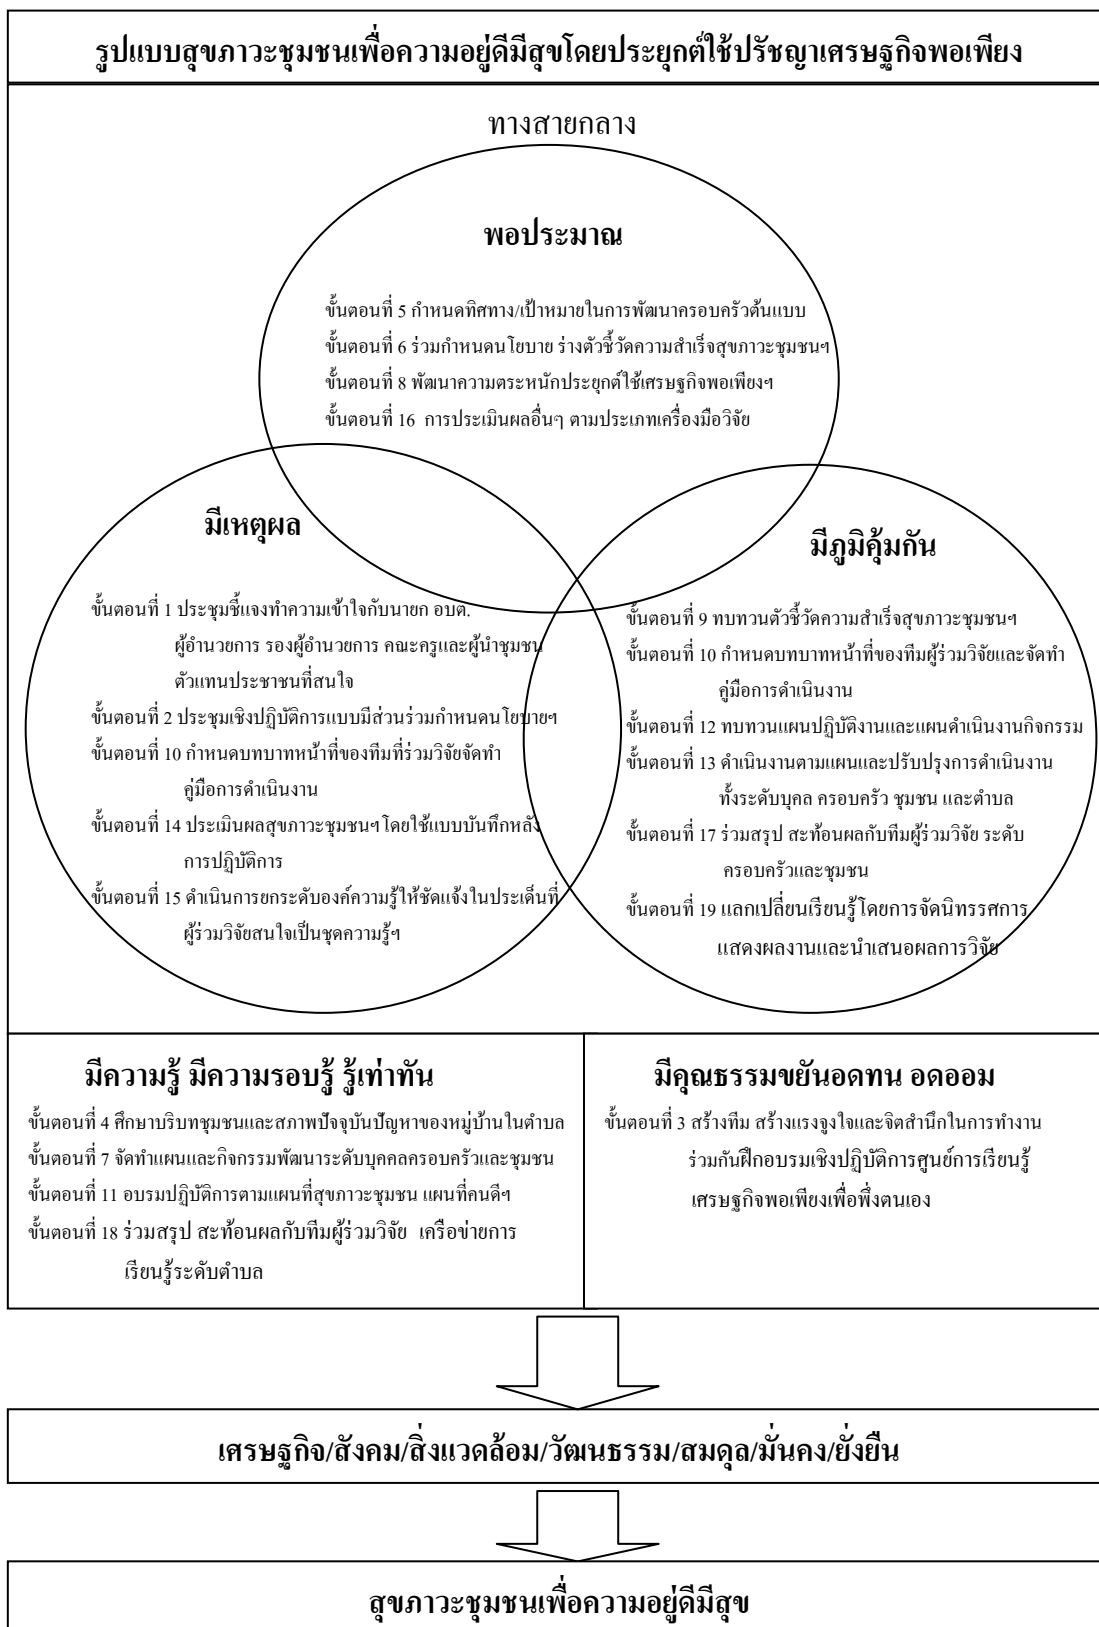 รูปแบบสุขภาวะชุมชนเพื่อความอยู่ดีมีสุขโดยประยุกต์ใช้ปรัชญาเศรษฐกิจพอเพียง
ทางสายกลาง
พอประมาณ
ขั้นตอนที่ 5 กำหนดทิศทาง/เป้าหมายในการพัฒนาครอบครัวต้นแบบ
ขั้นตอนที่ 6 ร่วมกำหนดนโยบาย ร่างตัวชี้วัดความสำเร็จสุขภาวะชุมชนฯ
ขั้นตอนที่ 8 พัฒนาความตระหนักประยุกต์ใช้เศรษฐกิจพอเพียงฯ
ขั้นตอนที่ 16 การประเมินผลอื่นๆ ตามประเภทเครื่องมือวิจัย
มีเหตุผล
ขั้นตอนที่ 1 ประชุมชี้แจงทำความเข้าใจกับนายก อบต.
ผู้อำนวยการ รองผู้อำนวยการ คณะครูและผู้นำชุมชน
ตัวแทนประชาชนที่สนใจ
ขั้นตอนที่ 2 ประชุมเชิงปฏิบัติการแบบมีส่วนร่วมกำหนดนโยบายฯ
ขั้นตอนที่ 10 กำหนดบทบาทหน้าที่ของทีมที่ร่วมวิจัยจัดทำ
คู่มือการดำเนินงาน
ขั้นตอนที่ 14 ประเมินผลสุขภาวะชุมชนฯ โดยใช้แบบบันทึกหลัง
การปฏิบัติการ
ขั้นตอนที่ 15 ดำเนินการยกระดับองค์ความรู้ให้ชัดแจ้งในประเด็นที่
ผู้ร่วมวิจัยสนใจเป็นชุดความรู้ฯ
มีภูมิคุ้มกัน
ขั้นตอนที่ 9 ทบทวนตัวชี้วัดความสำเร็จสุขภาวะชุมชนฯ
ขั้นตอนที่ 10 กำหนดบทบาทหน้าที่ของทีมผู้ร่วมวิจัยและจัดทำ
คู่มือการดำเนินงาน
ขั้นตอนที่ 12 ทบทวนแผนปฏิบัติงานและแผนดำเนินงานกิจกรรม
ขั้นตอนที่ 13 ดำเนินงานตามแผนและปรับปรุงการดำเนินงาน
ทั้งระดับบุคล ครอบครัว ชุมชน และตำบล
ขั้นตอนที่ 17 ร่วมสรุป สะท้อนผลกับทีมผู้ร่วมวิจัย ระดับ
ครอบครัวและชุมชน
ขั้นตอนที่ 19 แลกเปลี่ยนเรียนรู้โดยการจัดนิทรรศการ
แสดงผลงานและนำเสนอผลการวิจัย
มีความรู้ มีความรอบรู้ รู้เท่าทัน
ขั้นตอนที่ 4 ศึกษาบริบทชุมชนและสภาพปัจจุบันปัญหาของหมู่บ้านในตำบล
ขั้นตอนที่ 7 จัดทำแผนและกิจกรรมพัฒนาระดับบุคคลครอบครัวและชุมชน
ขั้นตอนที่ 11 อบรมปฏิบัติการตามแผนที่สุขภาวะชุมชน แผนที่คนดีฯ
ขั้นตอนที่ 18 ร่วมสรุป สะท้อนผลกับทีมผู้ร่วมวิจัย เครือข่ายการ
เรียนรู้ระดับตำบล
มีคุณธรรมขยันอดทน อดออม
ขั้นตอนที่ 3 สร้างทีม สร้างแรงจูงใจและจิตสำนึกในการทำงาน
ร่วมกันฝึกอบรมเชิงปฏิบัติการศูนย์การเรียนรู้
เศรษฐกิจพอเพียงเพื่อพึ่งตนเอง
เศรษฐกิจ/สังคม/สิ่งแวดล้อม/วัฒนธรรม/สมดุล/มั่นคง/ยั่งยืน
สุขภาวะชุมชนเพื่อความอยู่ดีมีสุข